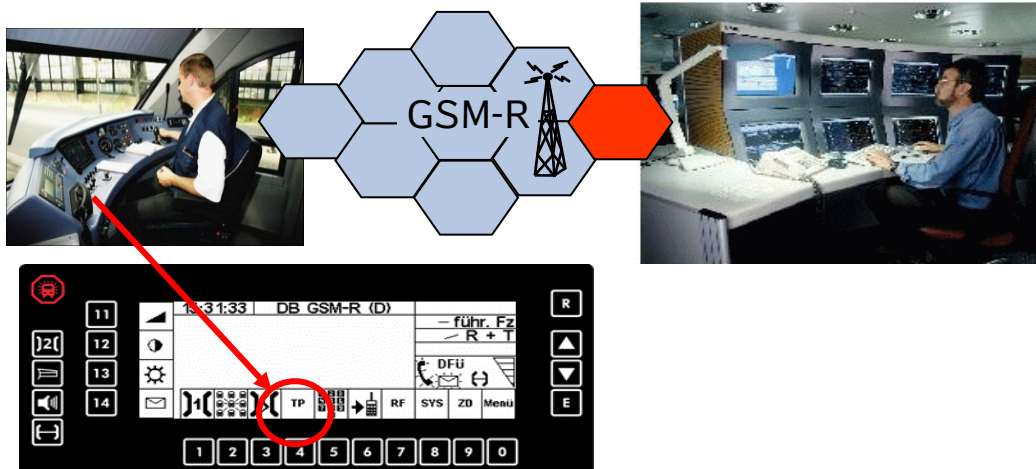 GSM-R
15:31:33 DB GSM-R (D)
R
11
– führ. Fz
R + T
)2(
12
13
DFÜ
14
)1(
TP
RF
SYS
ZD
Menü
E
1 2 3 4 5 6 7 8 9 0